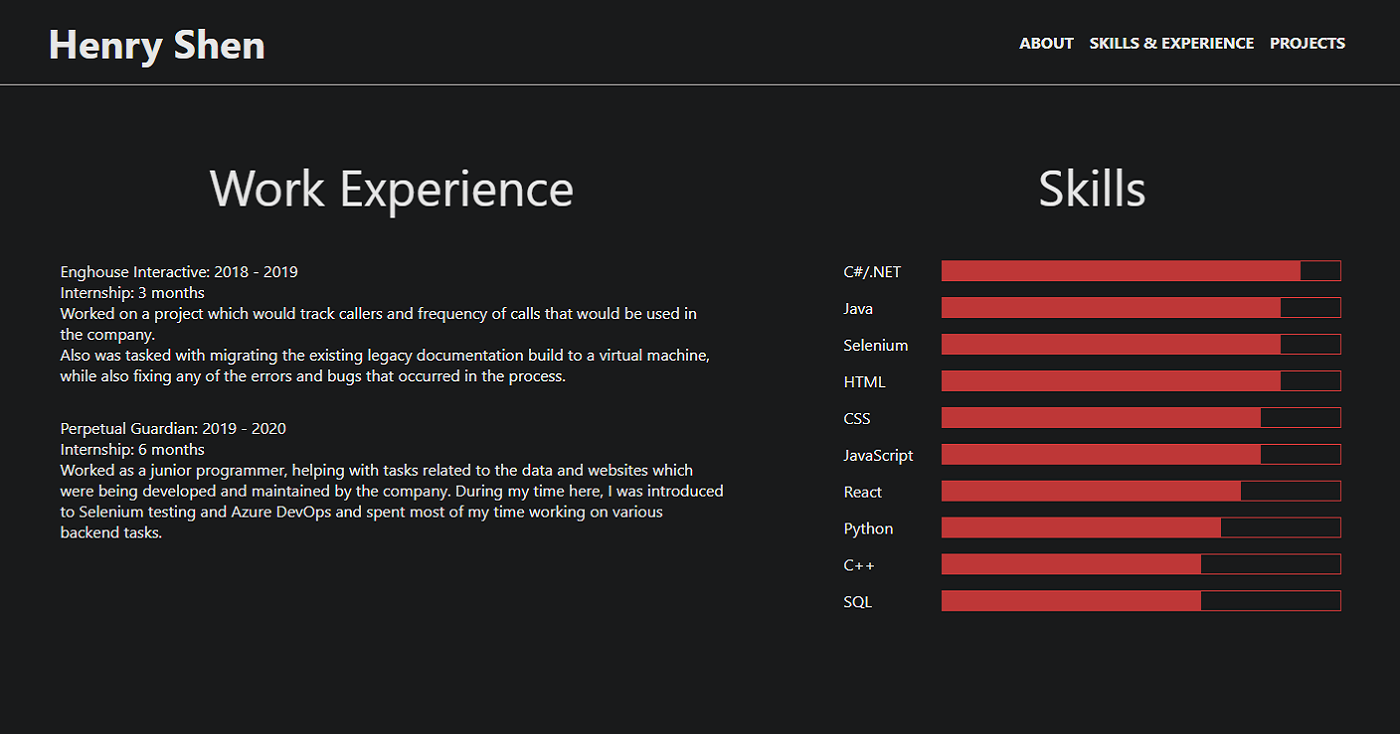 Henry Shen
ABOUT SKILLS & EXPERIENCE PROJECTS
Work Experience
Enghouse Interactive: 2018 - 2019
Internship: 3 months
Worked on a project which would track callers and frequency of calls that would be used in
the company.
Also was tasked with migrating the existing legacy documentation build to a virtual machine,
while also fixing any of the errors and bugs that occurred in the process.
Perpetual Guardian: 2019 - 2020
Internship: 6 months
Worked as a junior programmer, helping with tasks related to the data and websites which
were being developed and maintained by the company. During my time here, I was introduced
to Selenium testing and Azure DevOps and spent most of my time working on various
backend tasks.
Skills
C#/.NET
Java
Selenium
HTML
CSS
JavaScript
React
Python
C++
SQL